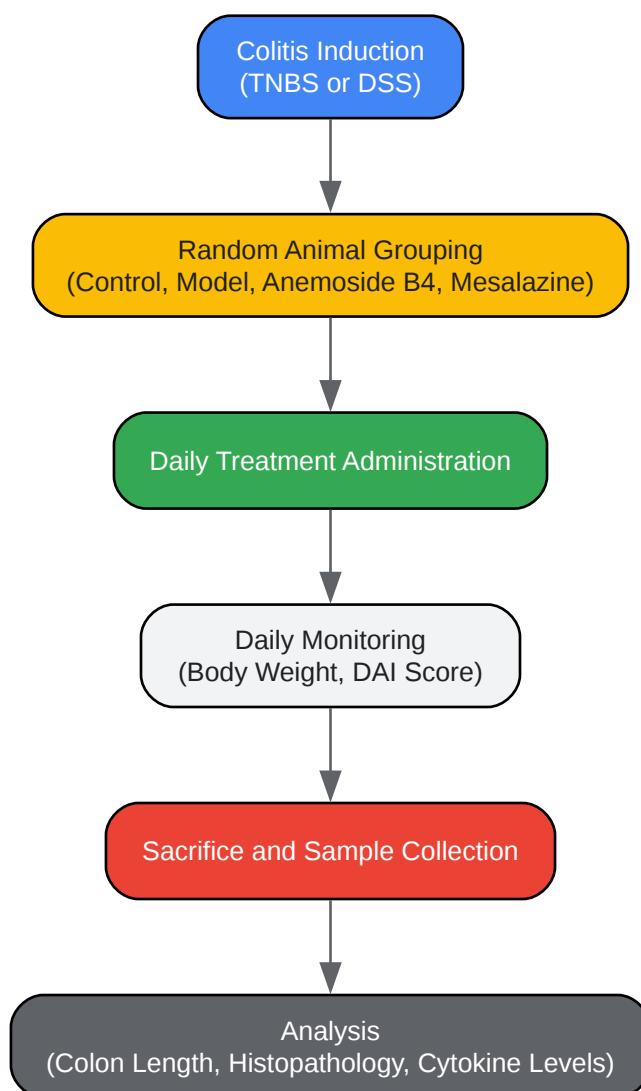 Colitis Induction
(TNBS or DSS)
Random Animal Grouping
(Control, Model, Anemoside B4, Mesalazine)
Daily Treatment Administration
Daily Monitoring
(Body Weight, DAI Score)
Sacrifice and Sample Collection
Analysis
(Colon Length, Histopathology, Cytokine Levels)